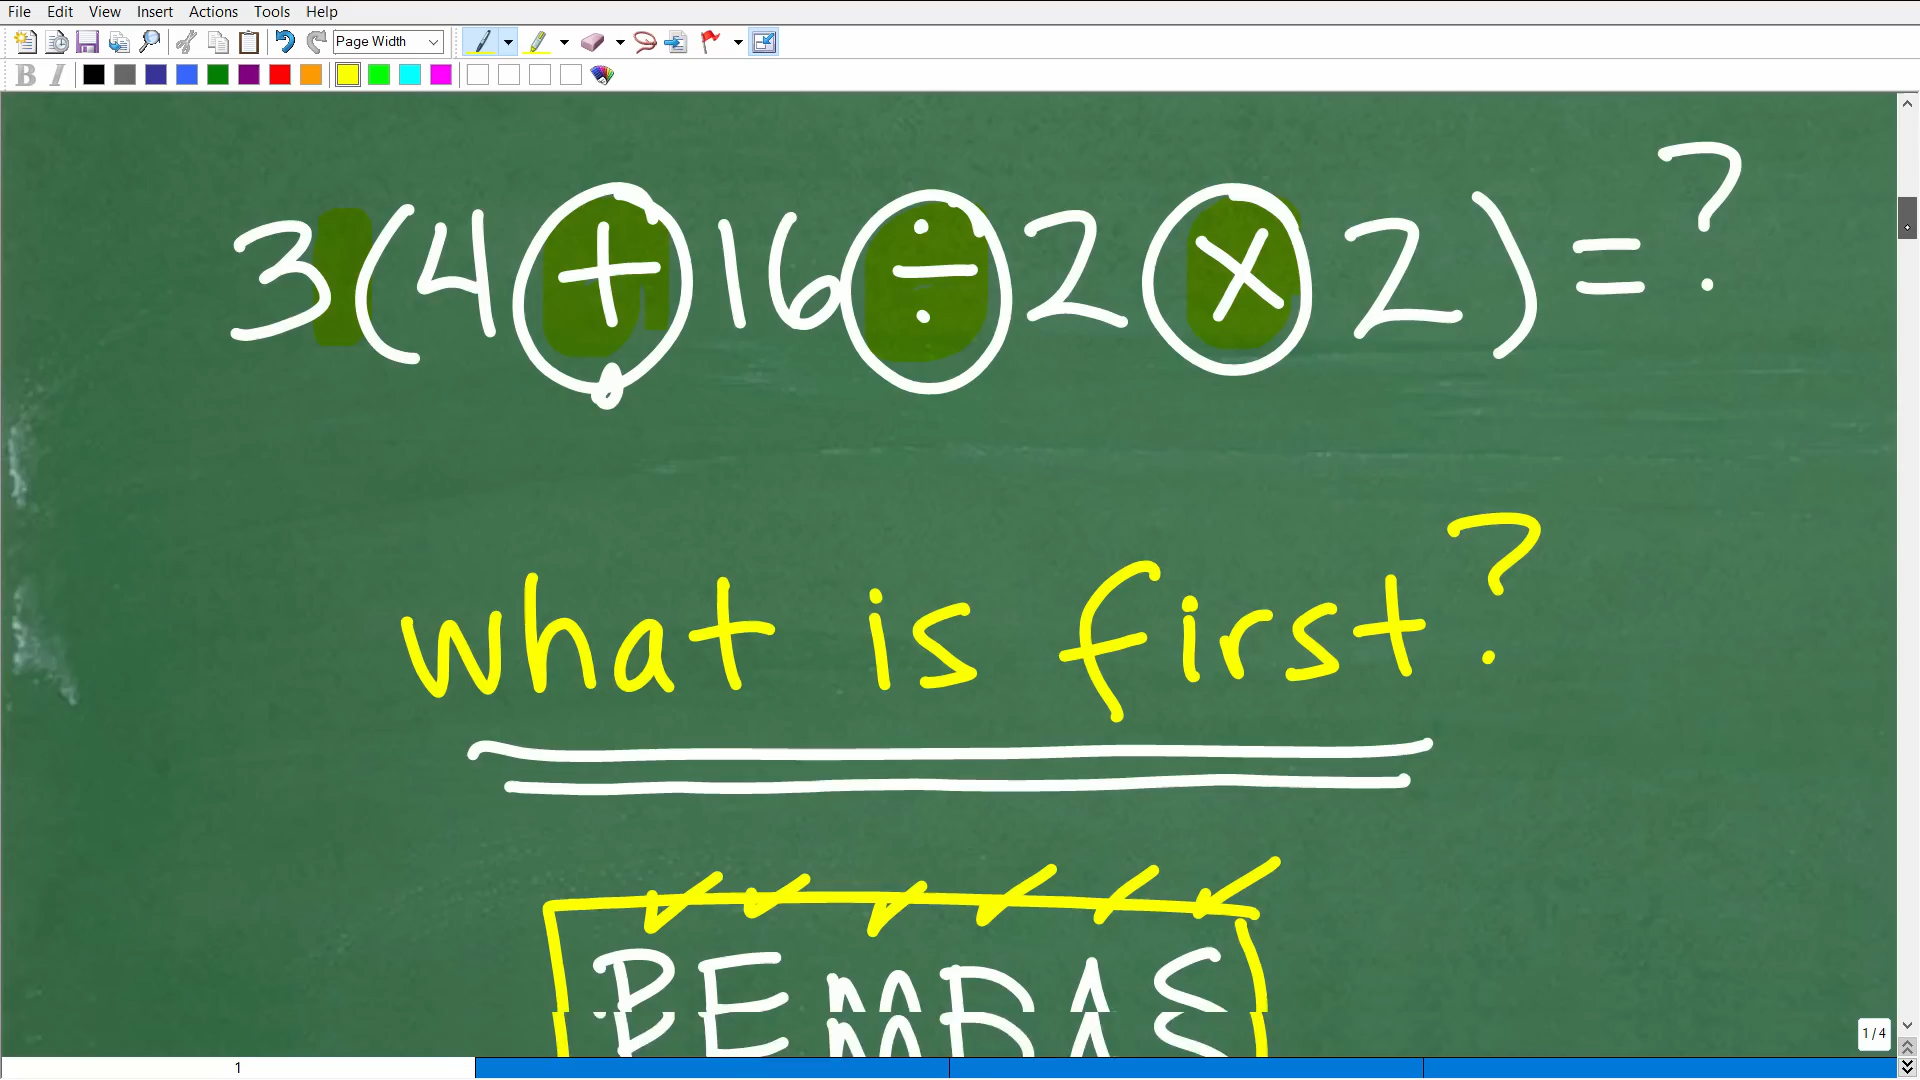 File Edit View Insert Actions Tools Help
Page Width
B I
3(4+16÷2×2)=?
what is first?
PEMDAS
1 / 4
1